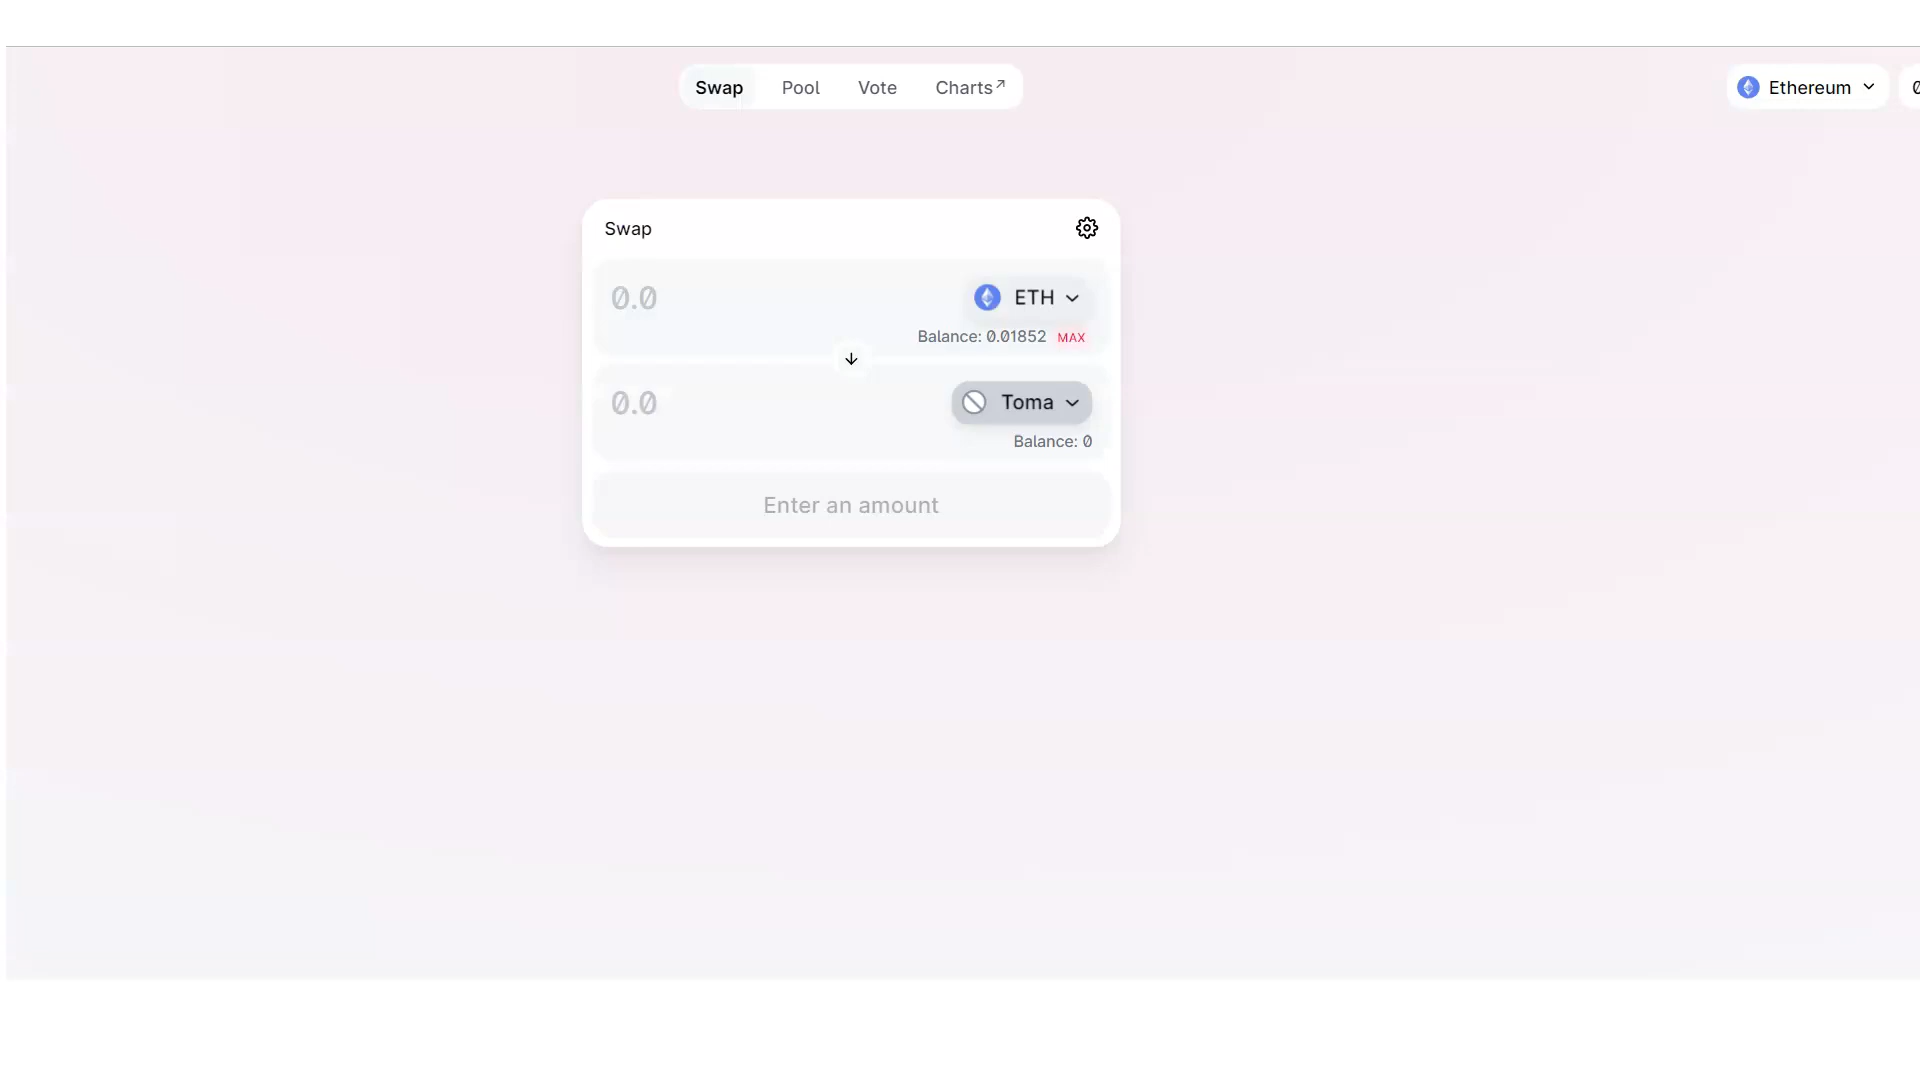 Swap Pool Vote Charts↗
Ethereum
Swap
0.0 ETH
Balance: 0.01852 MAX
0.0 Toma
Balance: 0
Enter an amount